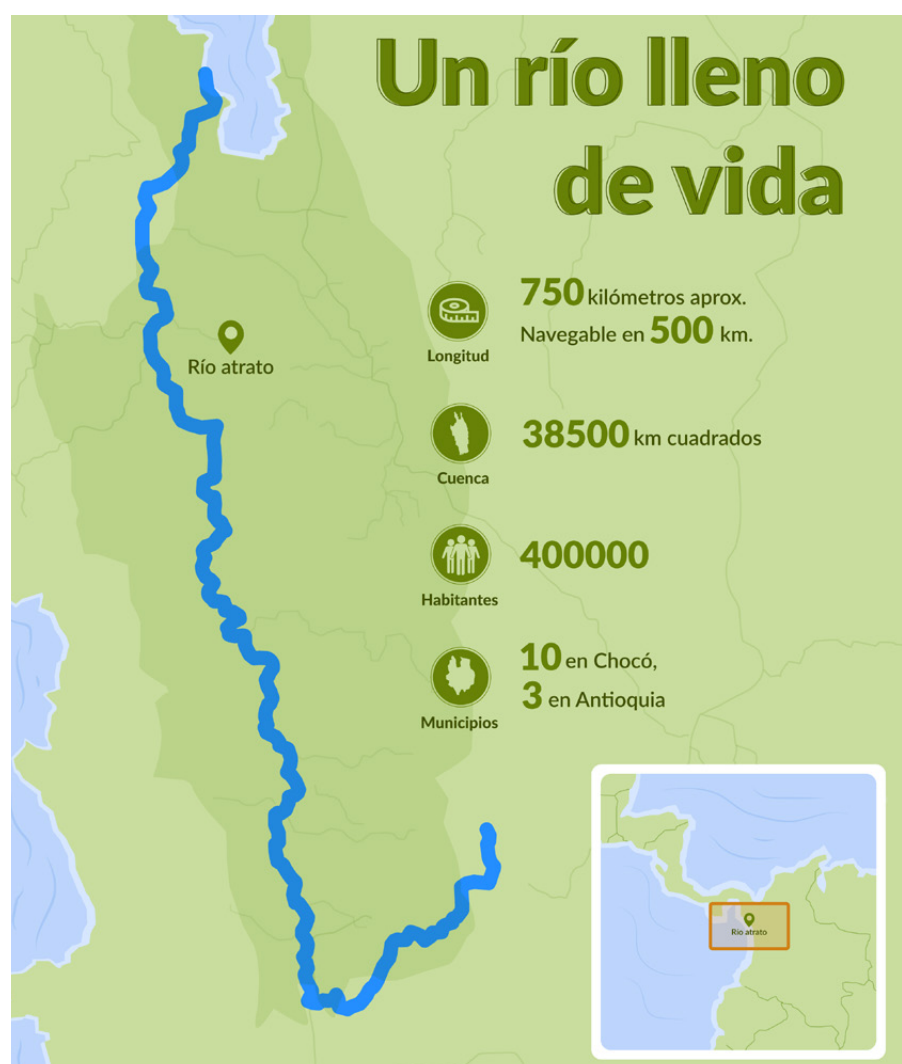 Un río lleno
de vida
750 kilómetros aprox.
Navegable en 500 km.
Longitud
Río atrato
38500 km cuadrados
Cuenca
400000
Habitantes
10 en Chocó,
3 en Antioquia
Municipios
Río atrato